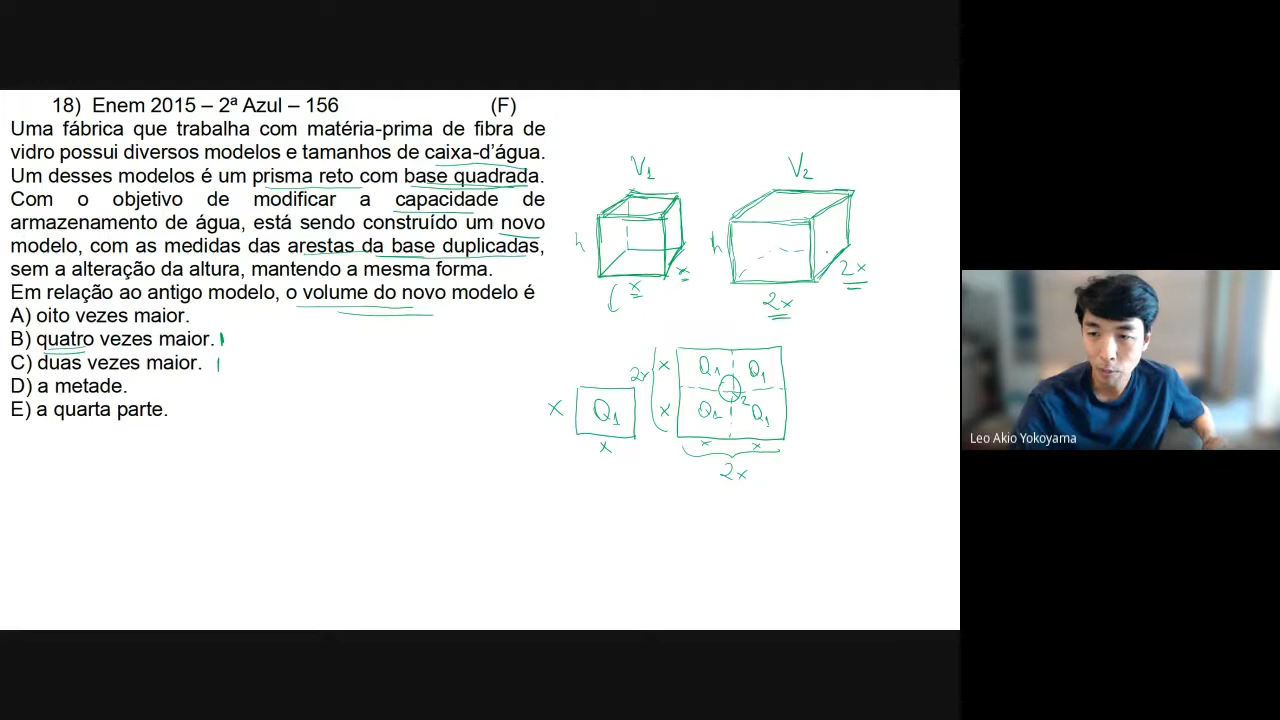 18) Enem 2015 – 2ª Azul – 156 (F)
Uma fábrica que trabalha com matéria-prima de fibra de
vidro possui diversos modelos e tamanhos de caixa-d’água.
Um desses modelos é um prisma reto com base quadrada.
Com o objetivo de modificar a capacidade de
armazenamento de água, está sendo construído um novo
modelo, com as medidas das arestas da base duplicadas,
sem a alteração da altura, mantendo a mesma forma.
Em relação ao antigo modelo, o volume do novo modelo é
A) oito vezes maior.
B) quatro vezes maior.
C) duas vezes maior.
D) a metade.
E) a quarta parte.
V1 V2
h x x
h 2x 2x
x Q1 x
2x x x Q1 Q1 Q2 Q1 Q1 x x
2x
Leo Akio Yokoyama